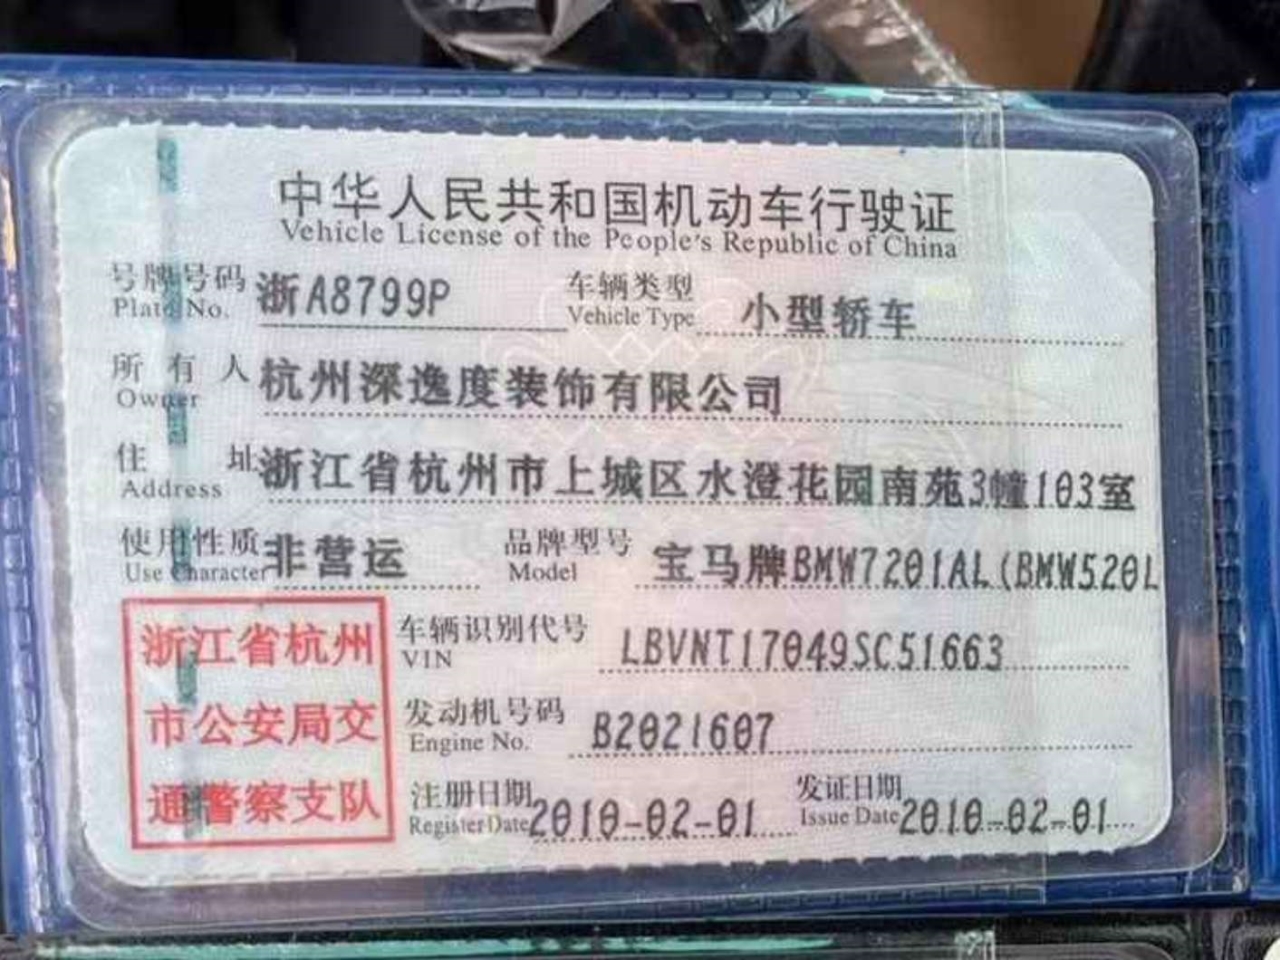 中华人民共和国机动车行驶证
Vehicle License of the People's Republic of China
号牌号码 浙A8799P 车辆类型 小型轿车
Plate No. Vehicle Type
所有人 杭州深逸度装饰有限公司
Owner
住址 浙江省杭州市上城区水澄花园南苑3幢103室
Address
使用性质 非营运 品牌型号 宝马牌BMW7201AL(BMW520L
Use Character Model
浙江省杭州
市公安局交
通警察支队
车辆识别代号 LBVNT17049SC51663
VIN
发动机号码 B2021607
Engine No.
注册日期 2010-02-01 发证日期 2010-02-01
Register Date Issue Date